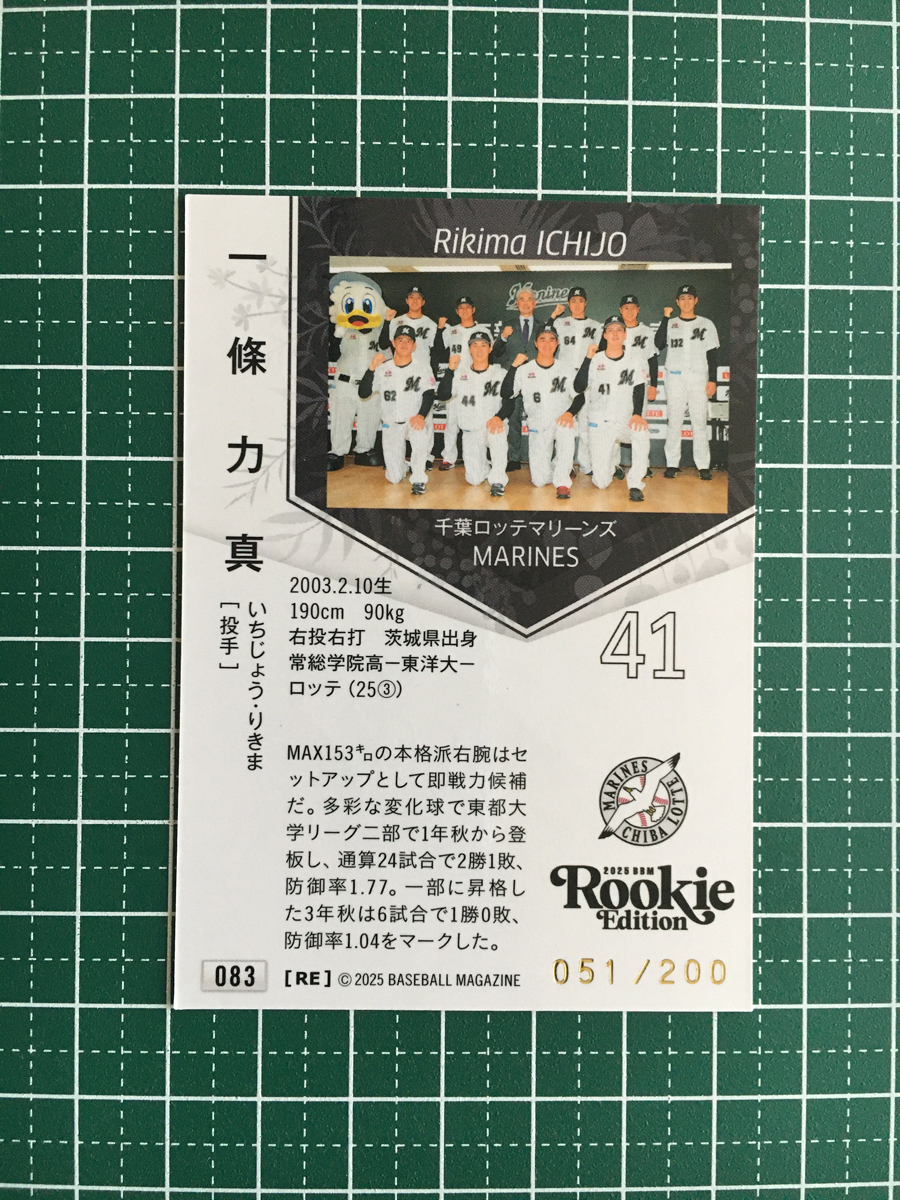 一條 力真
いちじょう・りきま
[投手]
Rikima ICHIJO
Marines
62
49
44
6
64
41
132
千葉ロッテマリーンズ
MARINES
2003.2.10生
190cm 90kg
右投右打 茨城県出身
常総学院高ー東洋大ー
ロッテ（25③）
41
MAX153㌔の本格派右腕はセ
ットアップとして即戦力候補
だ。多彩な変化球で東都大
学リーグ二部で1年秋から登
板し、通算24試合で2勝1敗、
防御率1.77。一部に昇格し
た3年秋は6試合で1勝0敗、
防御率1.04をマークした。
MARINES
CHIBA LOTTE
2025 BBM
Rookie
Edition
083
[RE] © 2025 BASEBALL MAGAZINE
051/200